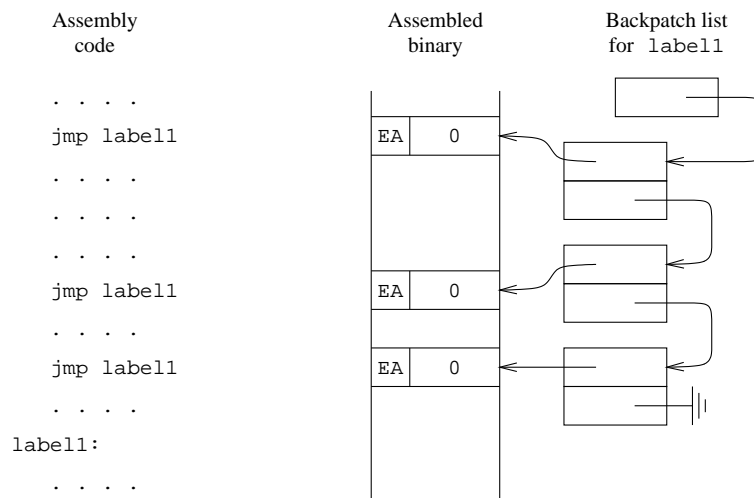 Assembly code
Assembled binary
Backpatch list for label1
. . . .
jmp label1
EA 0
. . . .
. . . .
. . . .
jmp label1
EA 0
. . . .
jmp label1
EA 0
. . . .
label1:
. . . .